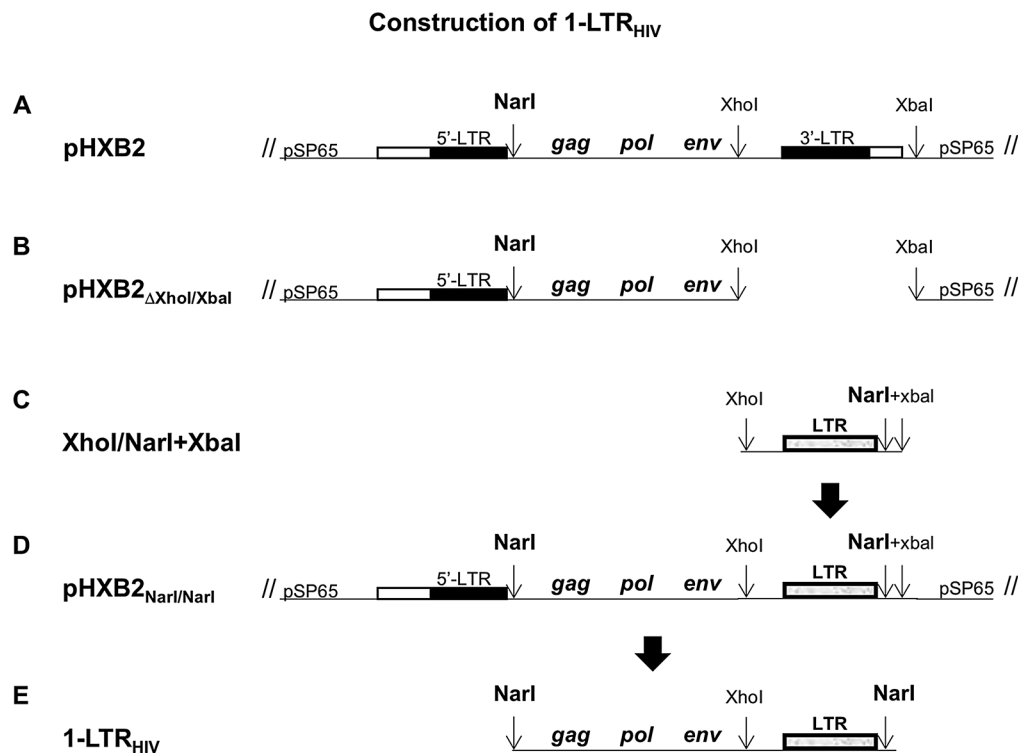 Construction of 1-LTRHIV
A
NarI XhoI XbaI
pHXB2 // pSP65 5'-LTR gag pol env 3'-LTR pSP65 //
B
NarI XhoI XbaI
pHXB2ΔXhoI/XbaI // pSP65 5'-LTR gag pol env pSP65 //
C
XhoI NarI+xbaI
XhoI/NarI+XbaI LTR
D
NarI XhoI NarI+xbaI
pHXB2NarI/NarI // pSP65 5'-LTR gag pol env LTR pSP65 //
E
NarI XhoI NarI
1-LTRHIV gag pol env LTR